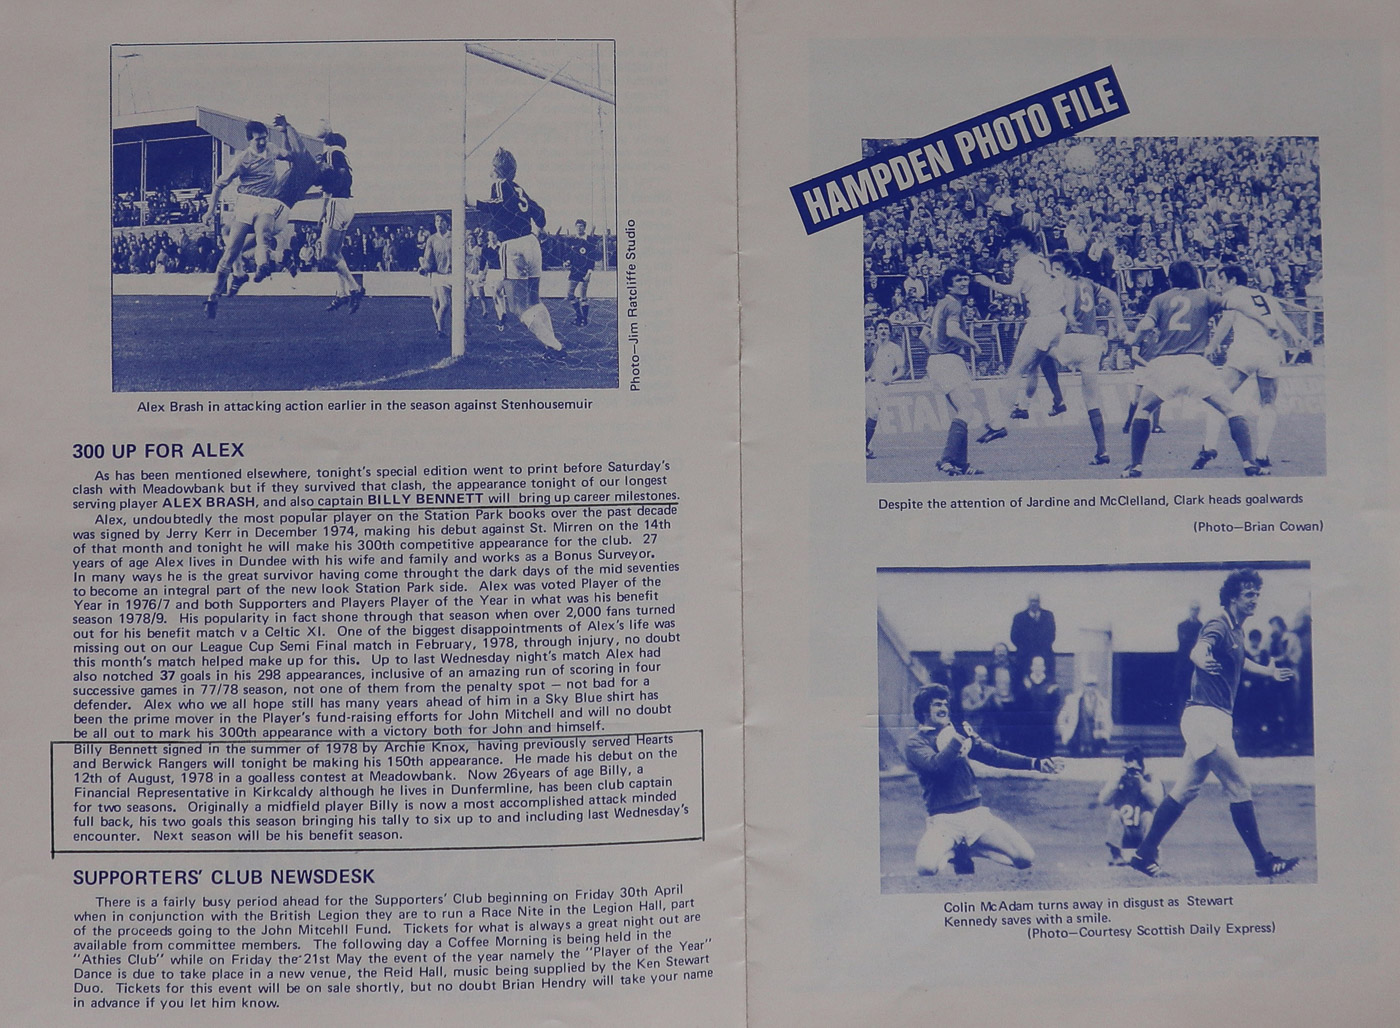 Photo—Jim Ratcliffe Studio
Alex Brash in attacking action earlier in the season against Stenhousemuir
300 UP FOR ALEX
As has been mentioned elsewhere, tonight's special edition went to print before Saturday's
clash with Meadowbank but if they survived that clash, the appearance tonight of our longest
serving player ALEX BRASH, and also captain BILLY BENNETT will bring up career milestones.
Alex, undoubtedly the most popular player on the Station Park books over the past decade
was signed by Jerry Kerr in December 1974, making his debut against St. Mirren on the 14th
of that month and tonight he will make his 300th competitive appearance for the club. 27
years of age Alex lives in Dundee with his wife and family and works as a Bonus Surveyor.
In many ways he is the great survivor having come throught the dark days of the mid seventies
to become an integral part of the new look Station Park side. Alex was voted Player of the
Year in 1976/7 and both Supporters and Players Player of the Year in what was his benefit
season 1978/9. His popularity in fact shone through that season when over 2,000 fans turned
out for his benefit match v a Celtic XI. One of the biggest disappointments of Alex's life was
missing out on our League Cup Semi Final match in February, 1978, through injury, no doubt
this month's match helped make up for this. Up to last Wednesday night's match Alex had
also notched 37 goals in his 298 appearances, inclusive of an amazing run of scoring in four
successive games in 77/78 season, not one of them from the penalty spot — not bad for a
defender. Alex who we all hope still has many years ahead of him in a Sky Blue shirt has
been the prime mover in the Player's fund-raising efforts for John Mitchell and will no doubt
be all out to mark his 300th appearance with a victory both for John and himself.
Billy Bennett signed in the summer of 1978 by Archie Knox, having previously served Hearts
and Berwick Rangers will tonight be making his 150th appearance. He made his debut on the
12th of August, 1978 in a goalless contest at Meadowbank. Now 26years of age Billy, a
Financial Representative in Kirkcaldy although he lives in Dunfermline, has been club captain
for two seasons. Originally a midfield player Billy is now a most accomplished attack minded
full back, his two goals this season bringing his tally to six up to and including last Wednesday's
encounter. Next season will be his benefit season.
SUPPORTERS' CLUB NEWSDESK
There is a fairly busy period ahead for the Supporters' Club beginning on Friday 30th April
when in conjunction with the British Legion they are to run a Race Nite in the Legion Hall, part
of the proceeds going to the John Mitcehll Fund. Tickets for what is always a great night out are
available from committee members. The following day a Coffee Morning is being held in the
"Athies Club" while on Friday the 21st May the event of the year namely the "Player of the Year"
Dance is due to take place in a new venue, the Reid Hall, music being supplied by the Ken Stewart
Duo. Tickets for this event will be on sale shortly, but no doubt Brian Hendry will take your name
in advance if you let him know.
HAMPDEN PHOTO FILE
5
2
9
Despite the attention of Jardine and McClelland, Clark heads goalwards
(Photo—Brian Cowan)
21
Colin McAdam turns away in disgust as Stewart
Kennedy saves with a smile.
(Photo—Courtesy Scottish Daily Express)